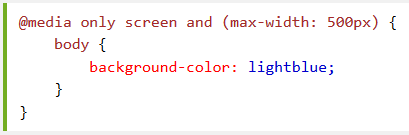 @media only screen and (max-width: 500px) {
    body {
        background-color: lightblue;
    }
}